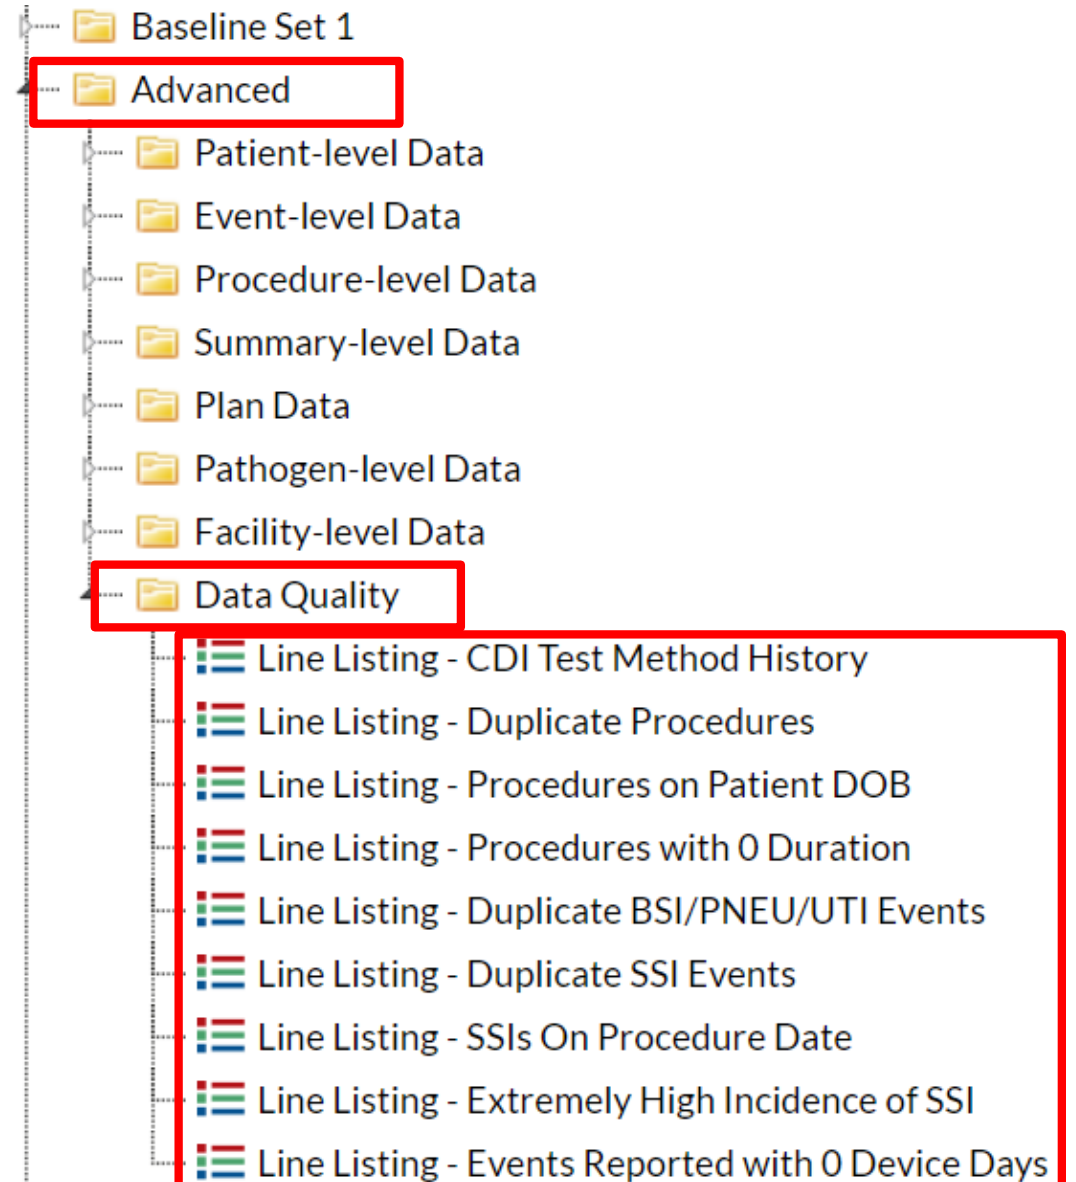 Baseline Set 1
Advanced
Patient-level Data
Event-level Data
Procedure-level Data
Summary-level Data
Plan Data
Pathogen-level Data
Facility-level Data
Data Quality
Line Listing - CDI Test Method History
Line Listing - Duplicate Procedures
Line Listing - Procedures on Patient DOB
Line Listing - Procedures with 0 Duration
Line Listing - Duplicate BSI/PNEU/UTI Events
Line Listing - Duplicate SSI Events
Line Listing - SSIs On Procedure Date
Line Listing - Extremely High Incidence of SSI
Line Listing - Events Reported with 0 Device Days